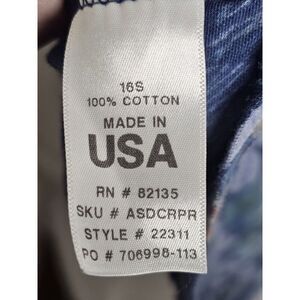 16S
100% COTTON
MADE IN
USA
RN # 82135
SKU # ASDCRPR
STYLE # 22311
PO # 706998-113